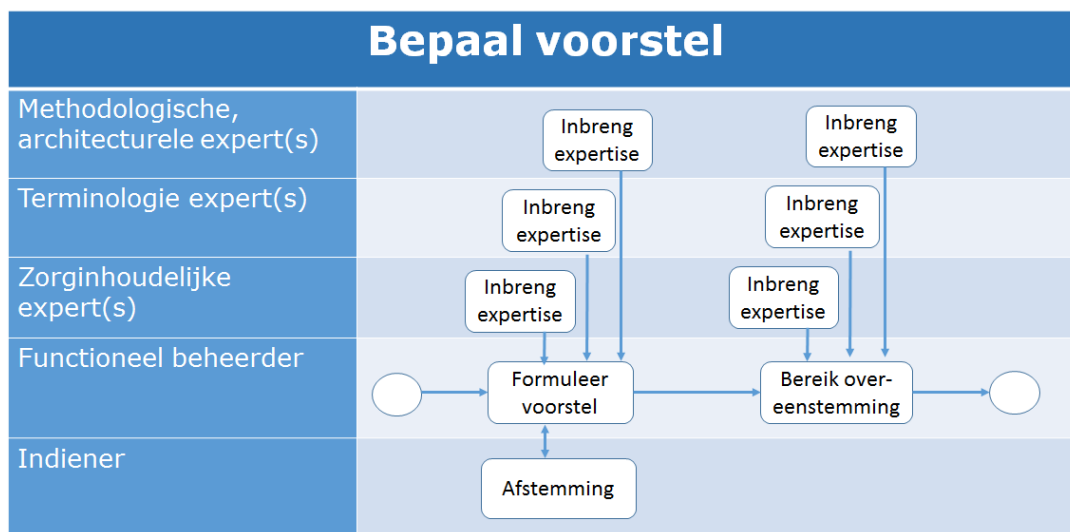 Bepaal voorstel
Methodologische,
architecturele expert(s)
Inbreng
expertise
Inbreng
expertise
Terminologie expert(s)
Inbreng
expertise
Inbreng
expertise
Zorginhoudelijke
expert(s)
Inbreng
expertise
Inbreng
expertise
Functioneel beheerder
Formuleer
voorstel
Bereik over-
eenstemming
Indiener
Afstemming